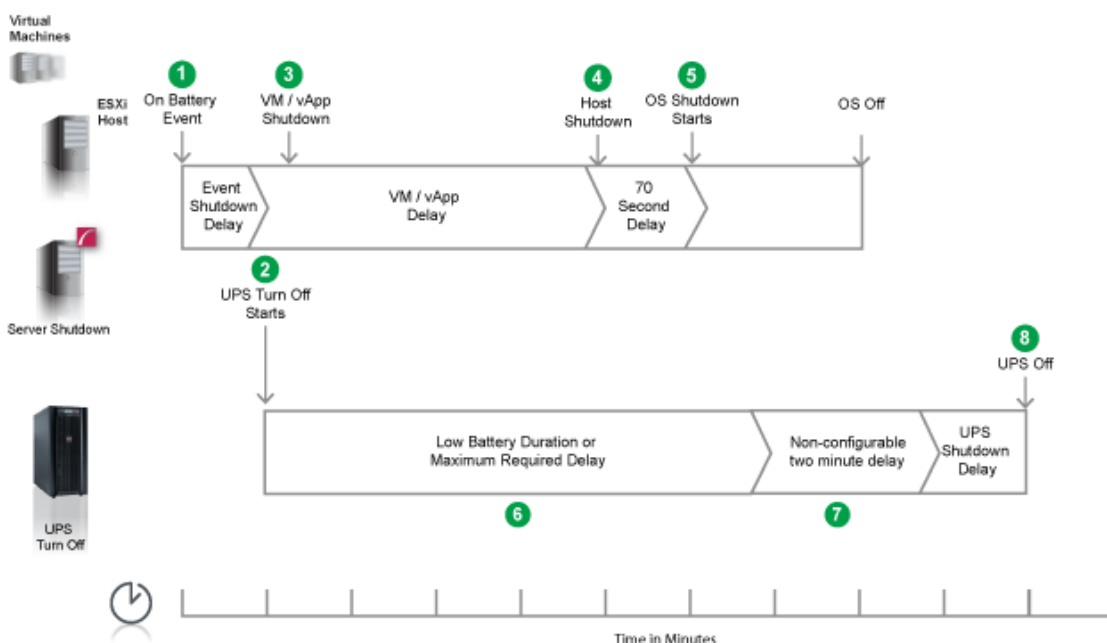 Virtual
Machines
1
3
4
5
ESXi
Host
On Battery
Event
VM / vApp
Shutdown
Host
Shutdown
OS Shutdown
Starts
OS Off
Event
Shutdown
Delay
VM / vApp
Delay
70
Second
Delay
2
UPS Turn Off
Starts
Server Shutdown
8
UPS Off
Low Battery Duration or
Maximum Required Delay
Non-configurable
two minute delay
UPS
Shutdown
Delay
6
7
UPS
Turn Off
Time in Minutes